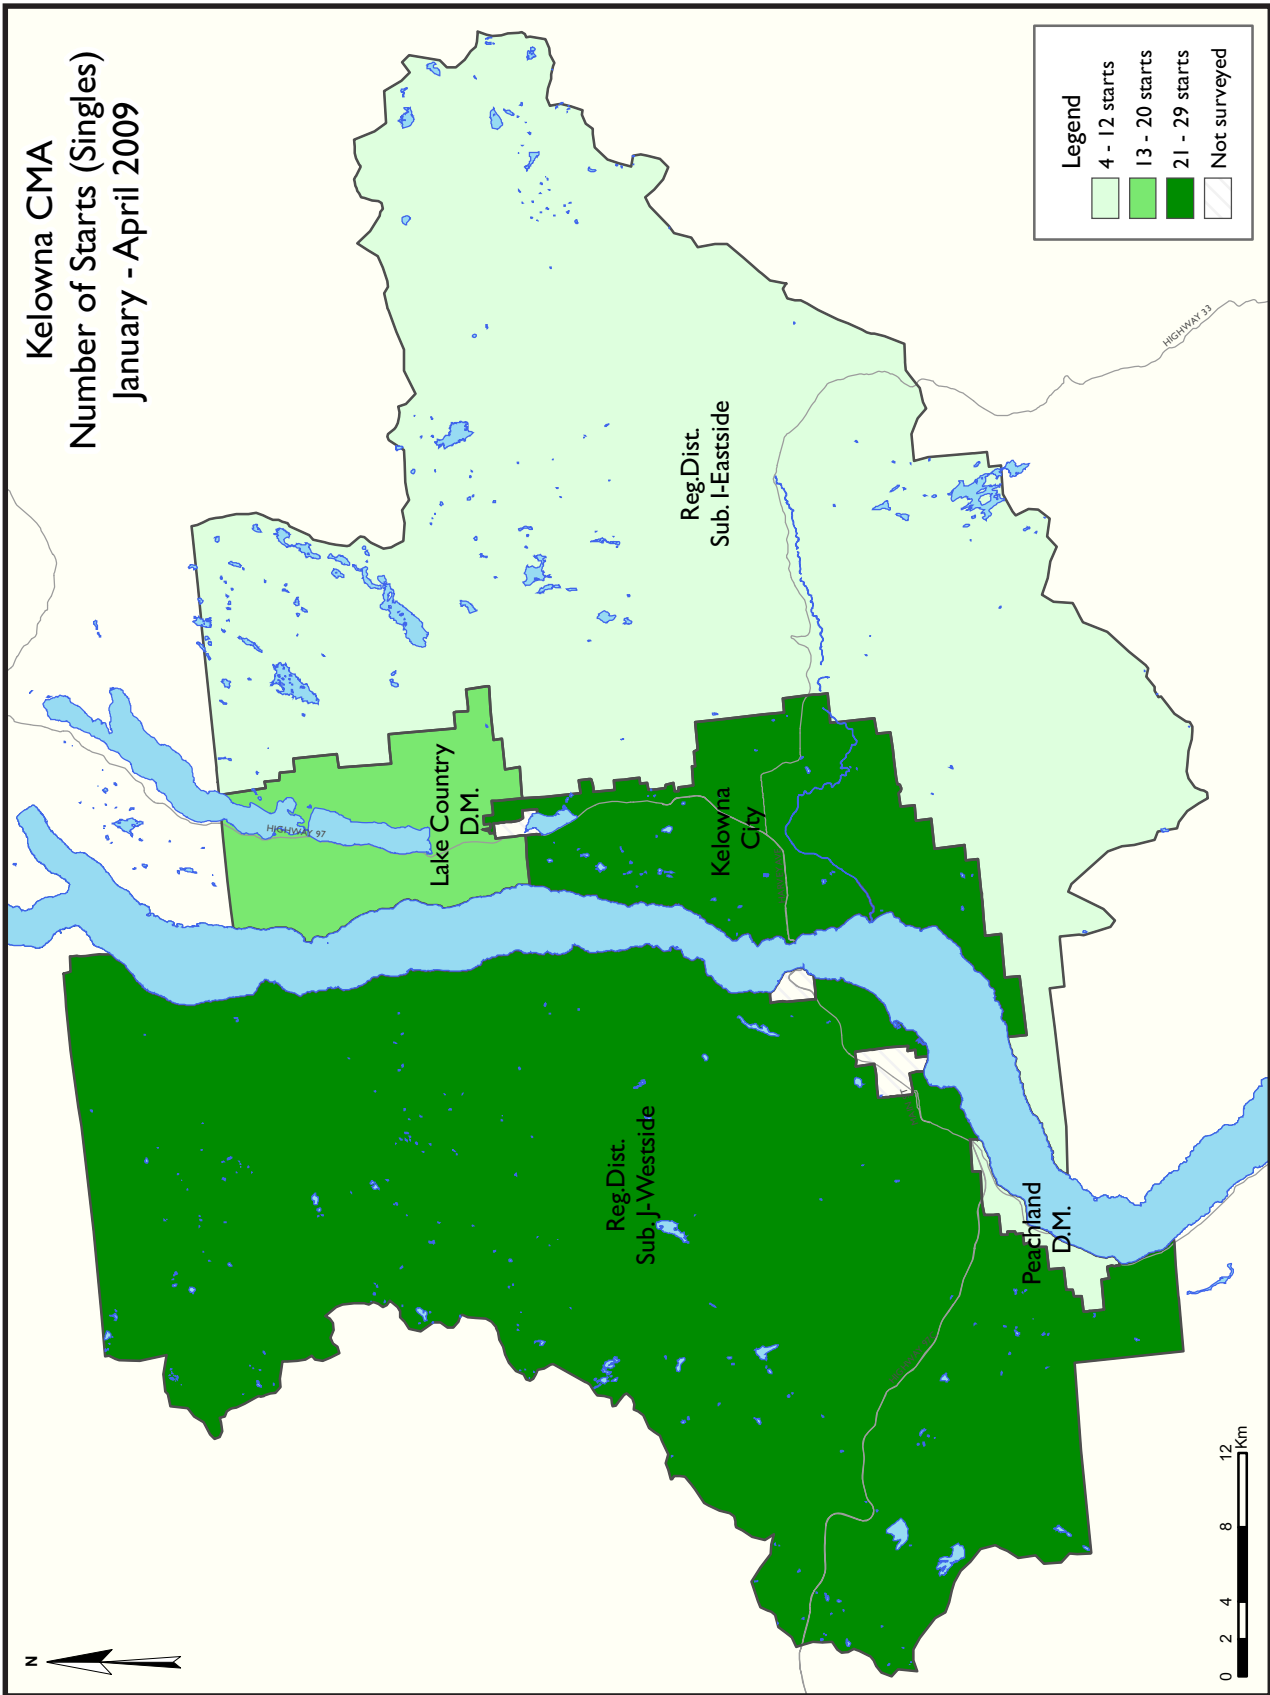 Kelowna CMA
Number of Starts (Singles)
January - April 2009
Legend
4 - 12 starts
13 - 20 starts
21 - 29 starts
Not surveyed
HIGHWAY 33
Reg.Dist.
Sub. I-Eastside
Lake Country
D.M.
HIGHWAY 97
Kelowna
City
Reg.Dist.
Sub. J-Westside
Peachland
D.M.
N
0 2 4 8 12
Km